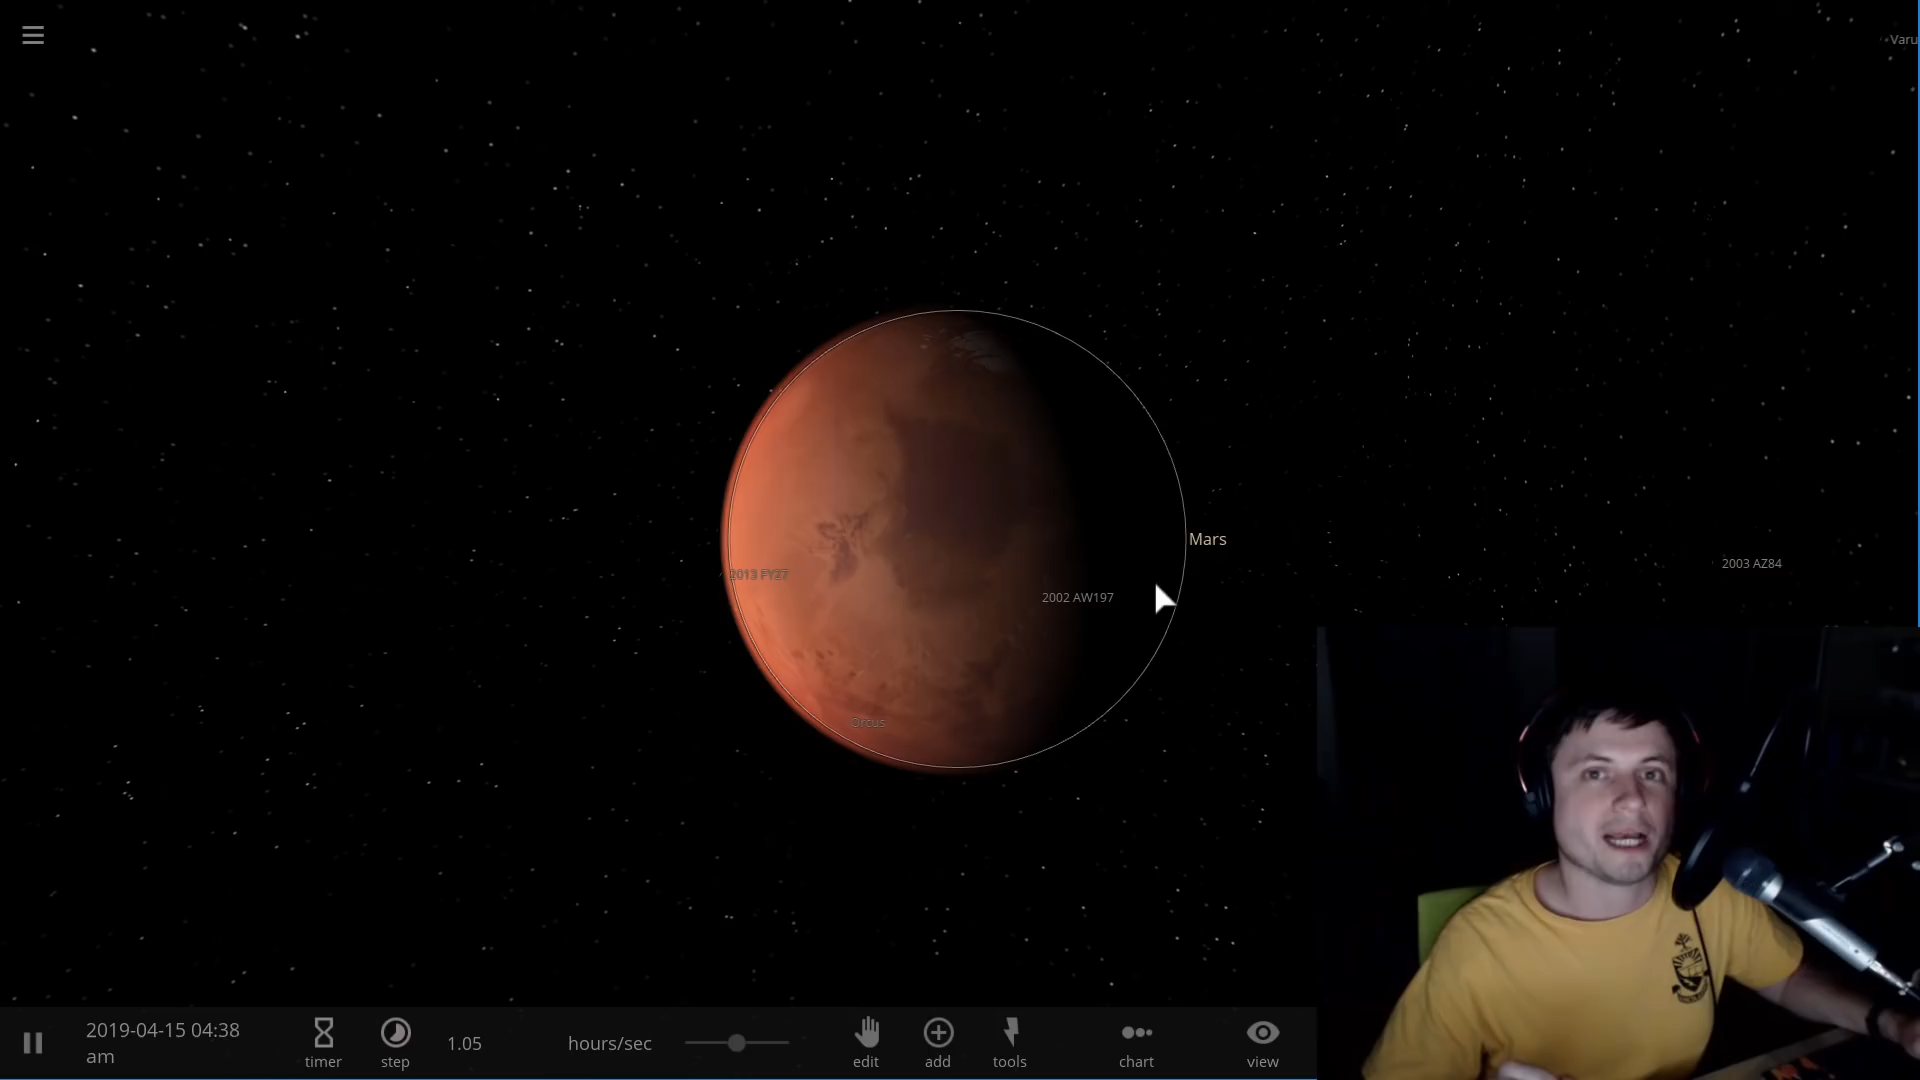 Varu
Mars
2003 AZ84
2013 FY27
2002 AW197
Orcus
2019-04-15 04:38
am
timer
step
1.05
hours/sec
edit
add
tools
chart
view